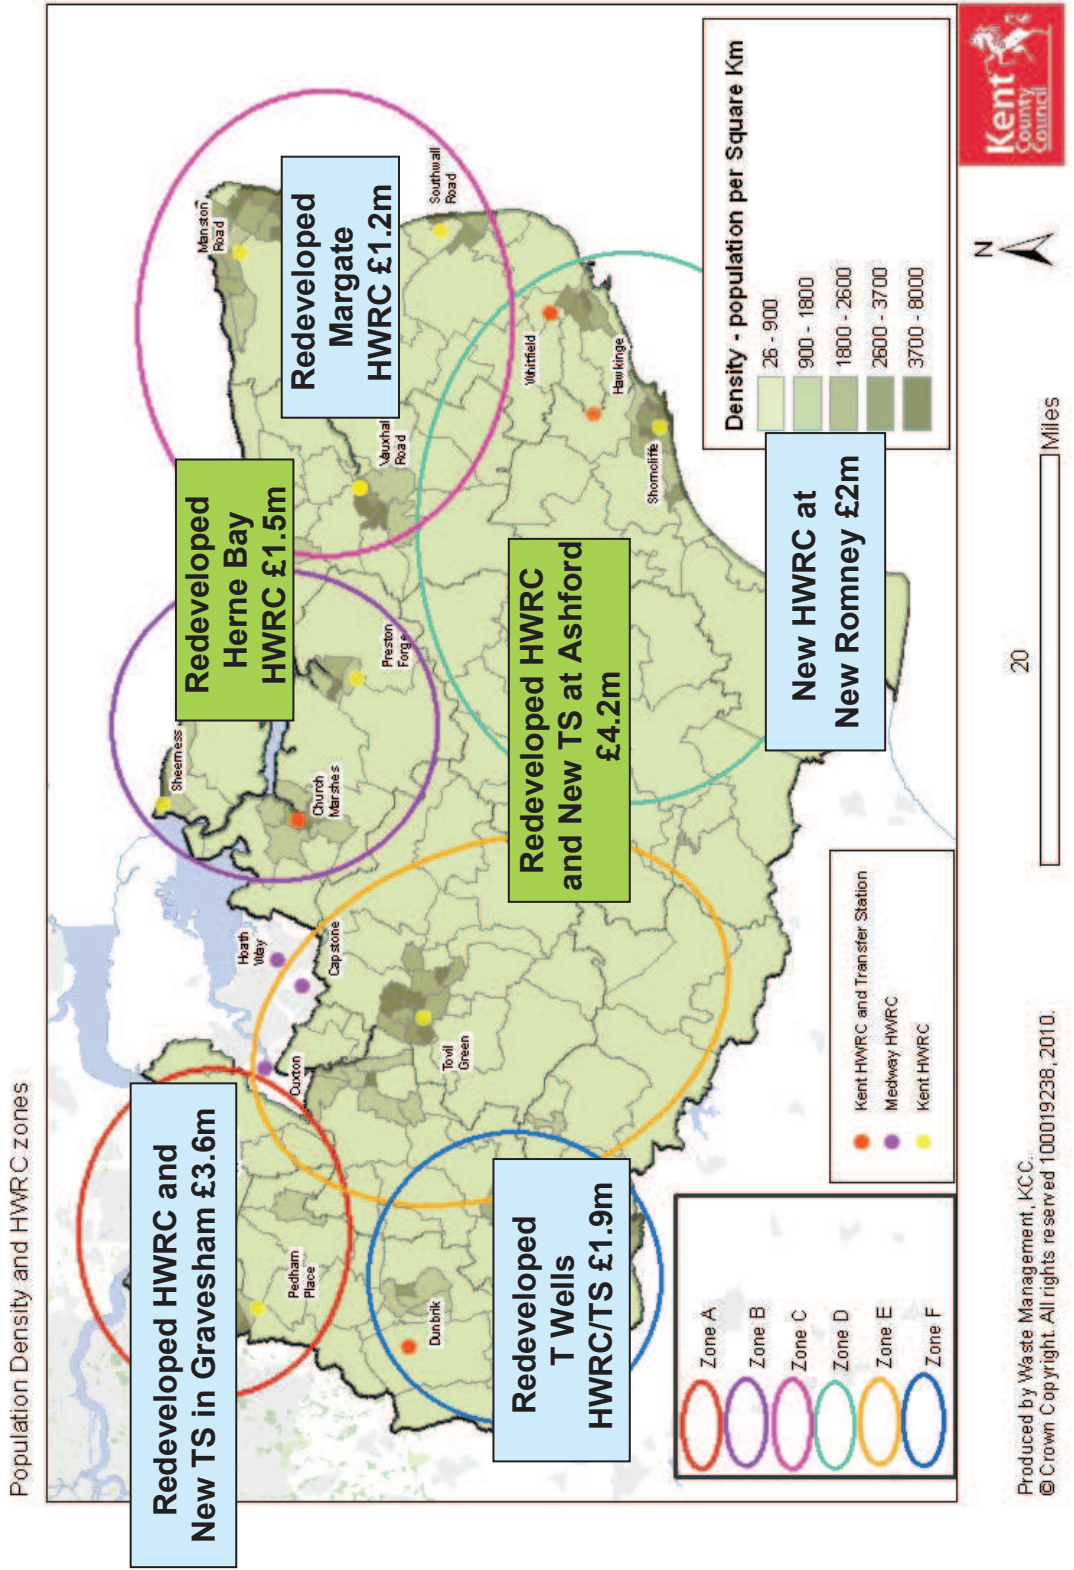 Population Density and HWRC zones
Redeveloped HWRC and
New TS in Gravesham £3.6m
Redeveloped
Herne Bay
HWRC £1.5m
Redeveloped
Margate
HWRC £1.2m
Redeveloped HWRC
and New TS at Ashford
£4.2m
Redeveloped
T Wells
HWRC/TS £1.9m
New HWRC at
New Romney £2m
Manston
Road
Southwall
Road
Vauxhall
Road
Whitfield
Hawkinge
Shorncliffe
Sheerness
Church
Marshes
Preston
Forge
Hoath
Way
Capstone
Cuxton
Tovil
Green
Pedham
Place
Dunbrik
Zone A
Zone B
Zone C
Zone D
Zone E
Zone F
Kent HWRC and Transfer Station
Medway HWRC
Kent HWRC
Density - population per Square Km
26 - 900
900 - 1800
1800 - 2600
2600 - 3700
3700 - 8000
20
Miles
N
Kent
County
Council
Produced by Waste Management, KCC.
© Crown Copyright. All rights reserved 100019238, 2010.